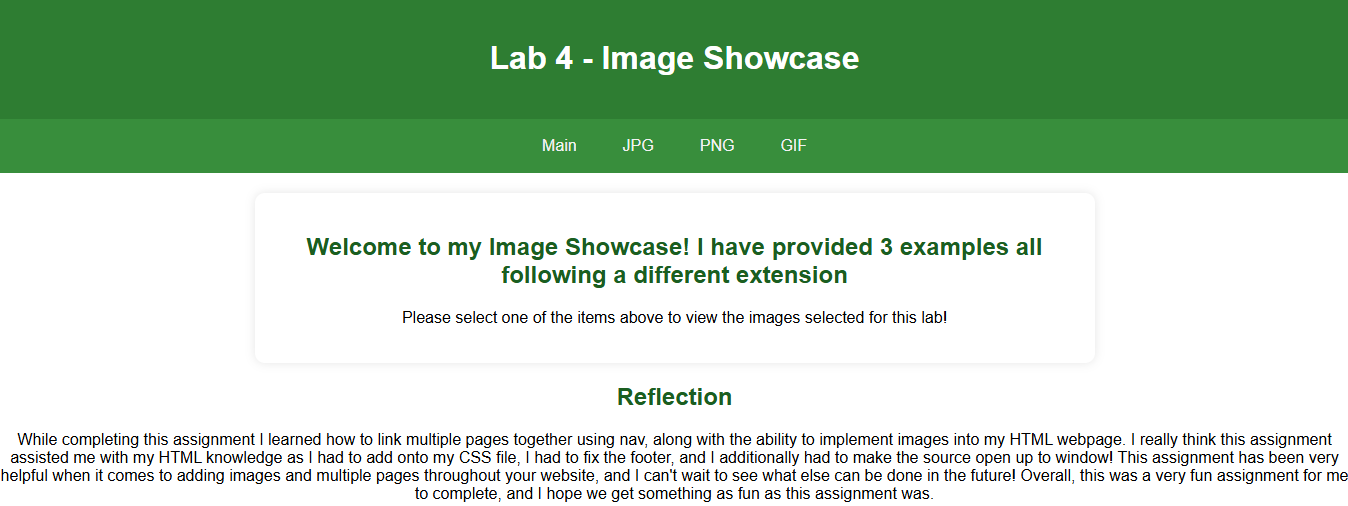 Lab 4 - Image Showcase
Main JPG PNG GIF
Welcome to my Image Showcase! I have provided 3 examples all
following a different extension
Please select one of the items above to view the images selected for this lab!
Reflection
While completing this assignment I learned how to link multiple pages together using nav, along with the ability to implement images into my HTML webpage. I really think this assignment
assisted me with my HTML knowledge as I had to add onto my CSS file, I had to fix the footer, and I additionally had to make the source open up to window! This assignment has been very
helpful when it comes to adding images and multiple pages throughout your website, and I can't wait to see what else can be done in the future! Overall, this was a very fun assignment for me
to complete, and I hope we get something as fun as this assignment was.